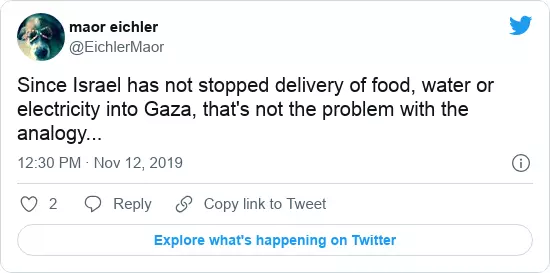 maor eichler
@EichlerMaor
Since Israel has not stopped delivery of food, water or
electricity into Gaza, that's not the problem with the
analogy...
12:30 PM · Nov 12, 2019
2 Reply Copy link to Tweet
Explore what's happening on Twitter